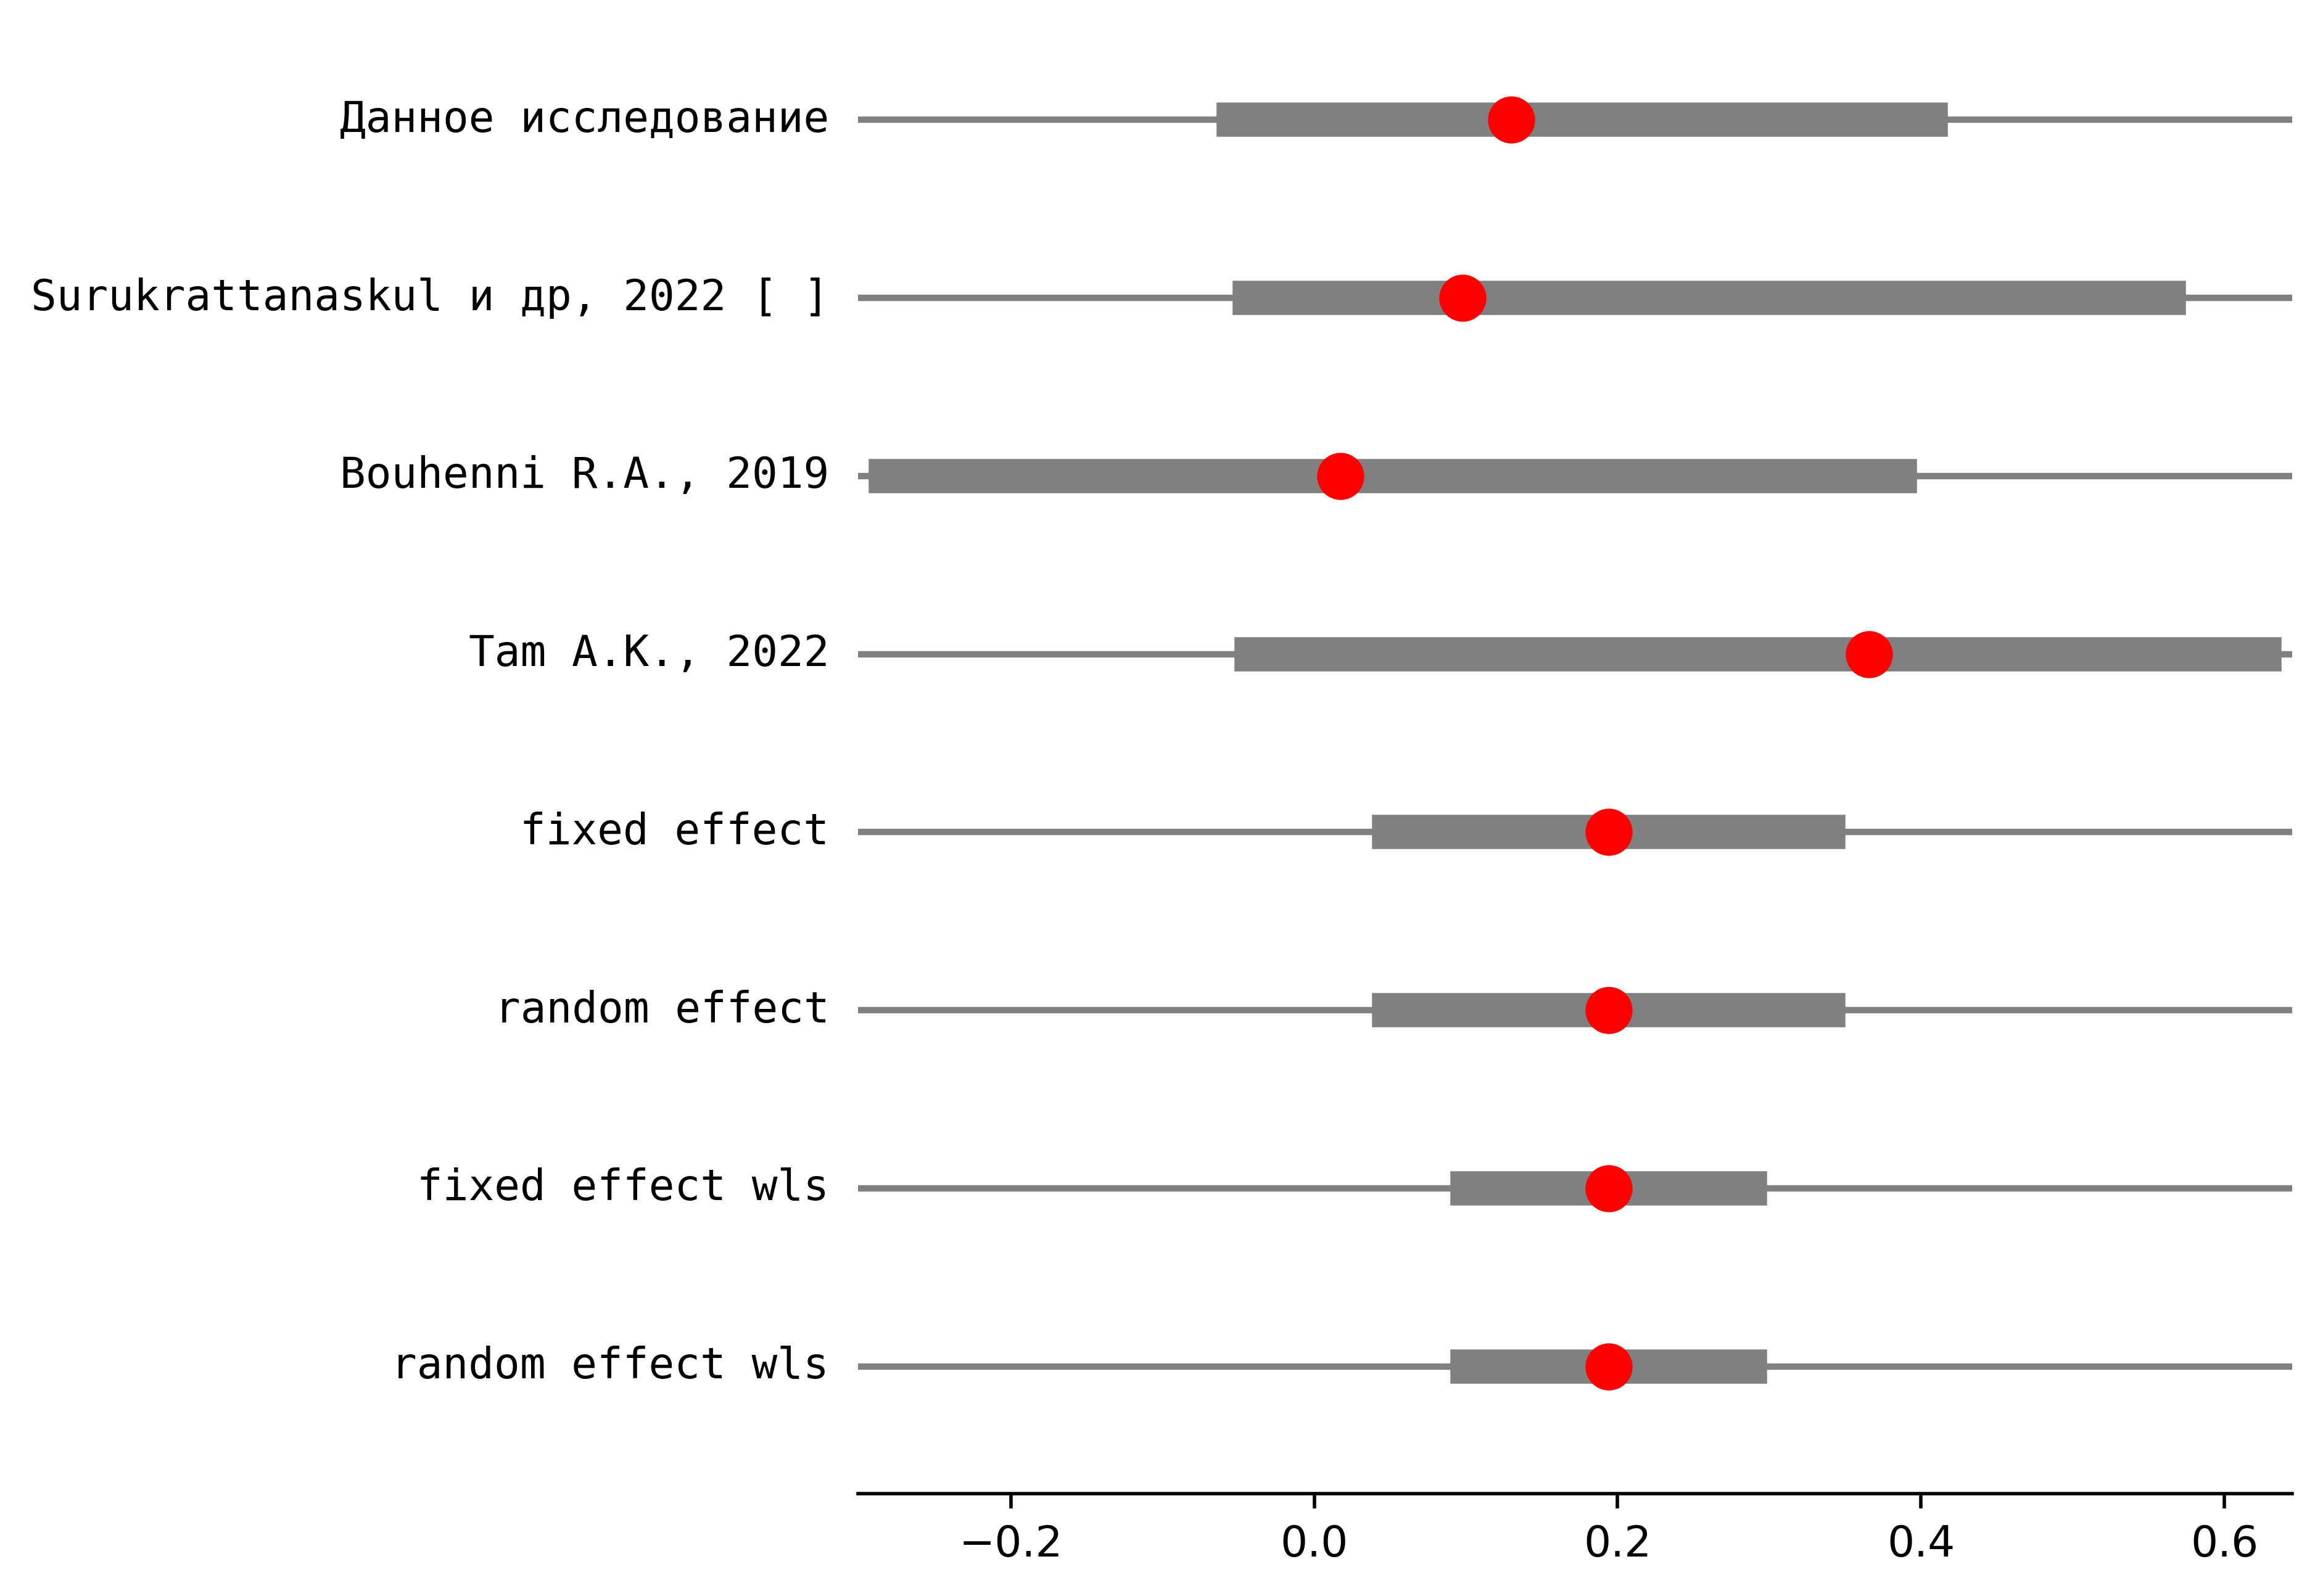 Данное исследование
Surukrattanaskul и др, 2022 [ ]
Bouhenni R.A., 2019
Tam A.K., 2022
fixed effect
random effect
fixed effect wls
random effect wls
−0.2 0.0 0.2 0.4 0.6